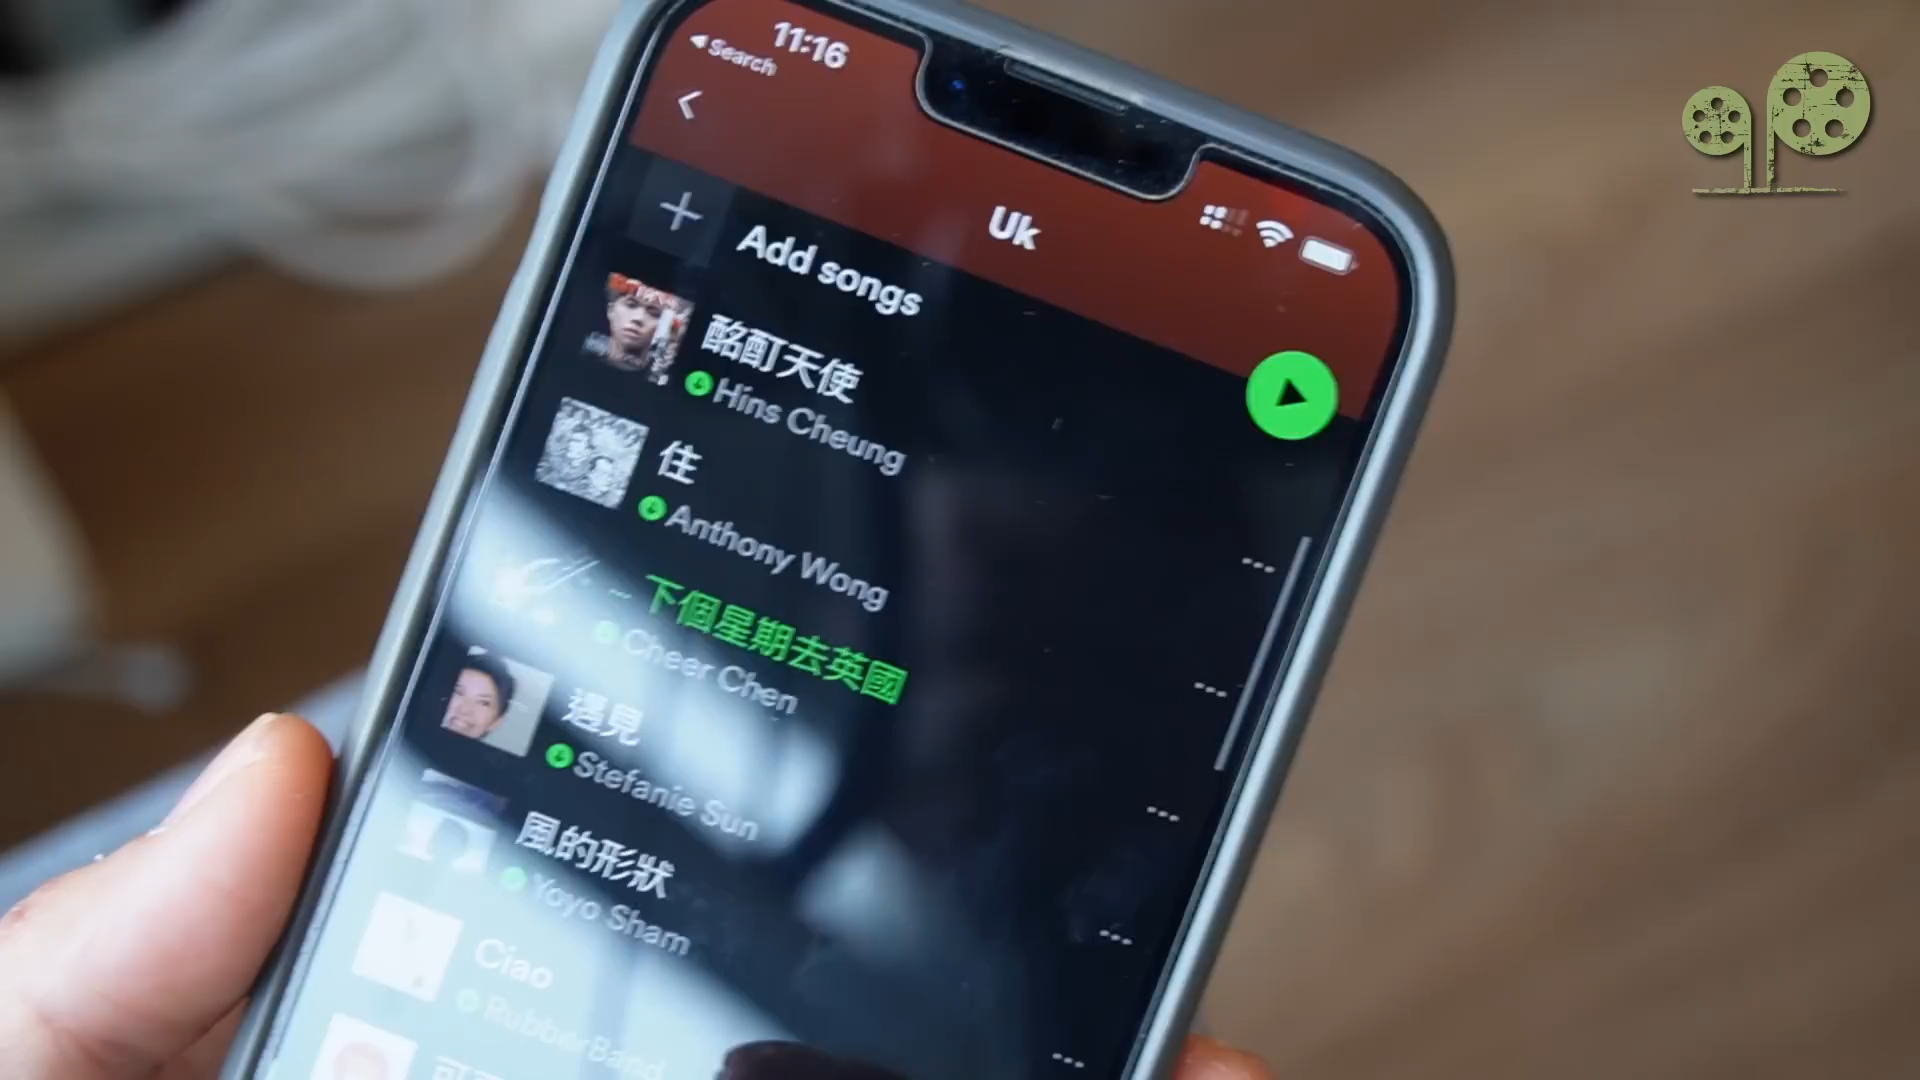 11:16
Search
Uk
Add songs
酩酊天使
Hins Cheung
住
Anthony Wong
下個星期去英國
Cheer Chen
遇見
Stefanie Sun
風的形狀
Yoyo Sham
Ciao
RubberBand